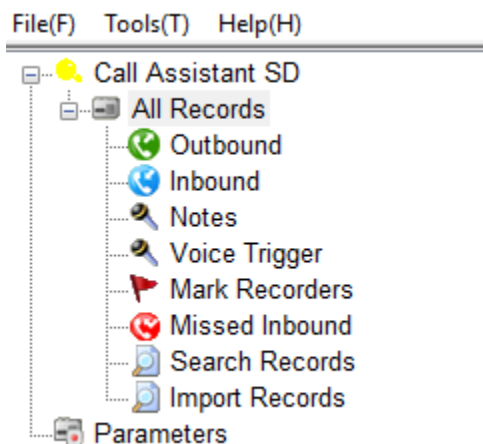 File(F) Tools(T) Help(H)
Call Assistant SD
All Records
Outbound
Inbound
Notes
Voice Trigger
Mark Recorders
Missed Inbound
Search Records
Import Records
Parameters